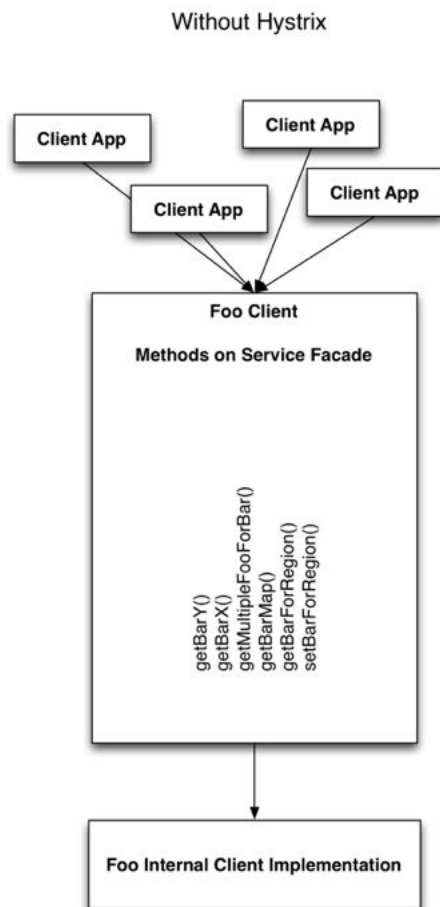 Without Hystrix
Client App
Client App
Client App
Client App
Foo Client
Methods on Service Facade
getBarY()
getBarX()
getMultipleFooForBar()
getBarMap()
getBarForRegion()
setBarForRegion()
Foo Internal Client Implementation